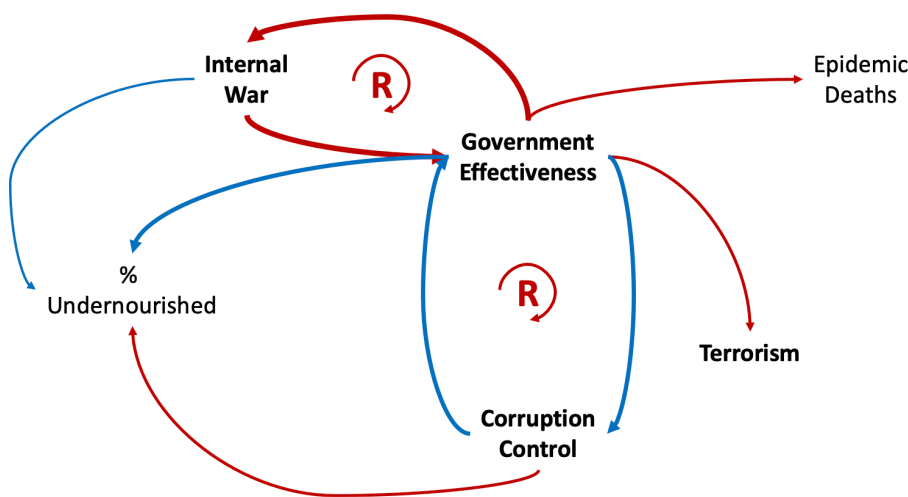 Internal
War
R
Epidemic
Deaths
Government
Effectiveness
%
Undernourished
R
Terrorism
Corruption
Control